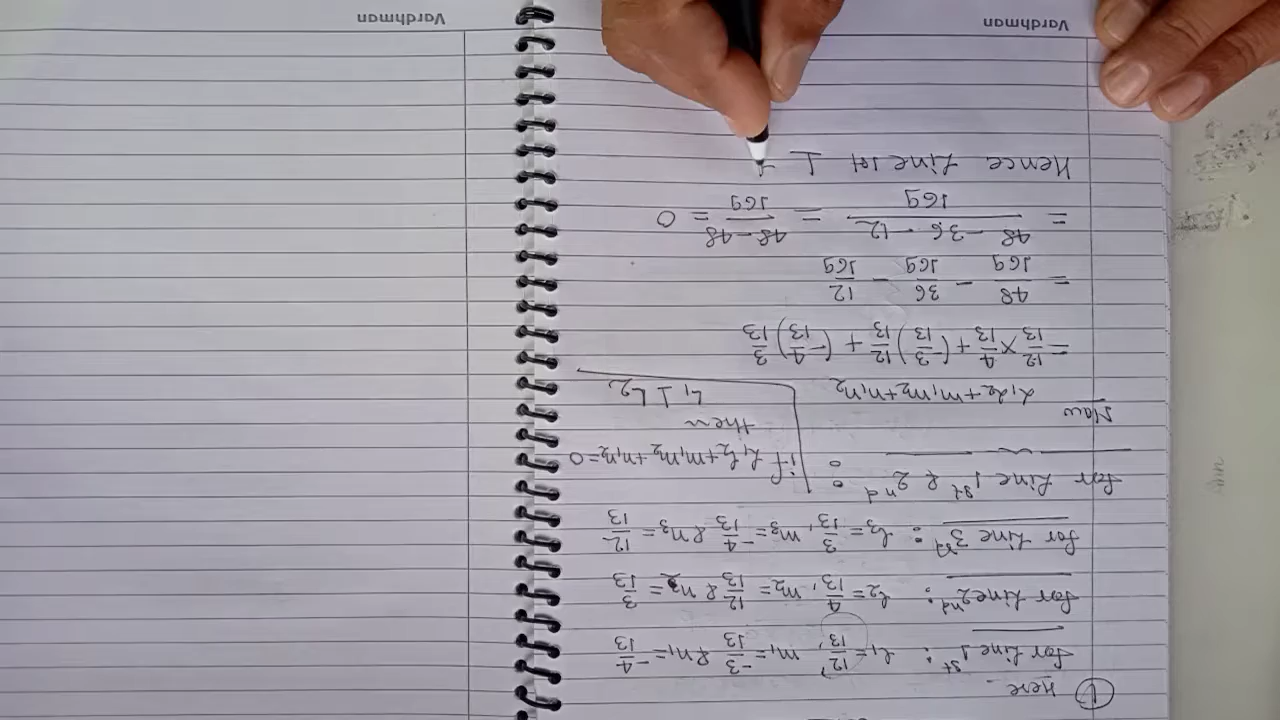 ① Here -
for Line 1st : l₁ = 12/13, m₁ = -3/13 & n₁ = -4/13
for Line 2nd : l₂ = 4/13, m₂ = 12/13 & n₂ = 3/13
for Line 3rd : l₃ = 3/13, m₃ = -4/13 & n₃ = 12/13
for Line 1st & 2nd :
if l₁l₂ + m₁m₂ + n₁n₂ = 0
then
L₁ ⊥ L₂
Now l₁l₂ + m₁m₂ + n₁n₂
= 12/13 × 4/13 + (-3/13) 12/13 + (-4/13) 3/13
= 48/169 - 36/169 - 12/169
= 48 - 36 - 12/169 = 48 - 48/169 = 0
Hence Line 1st ⊥
Vardhman
Vardhman